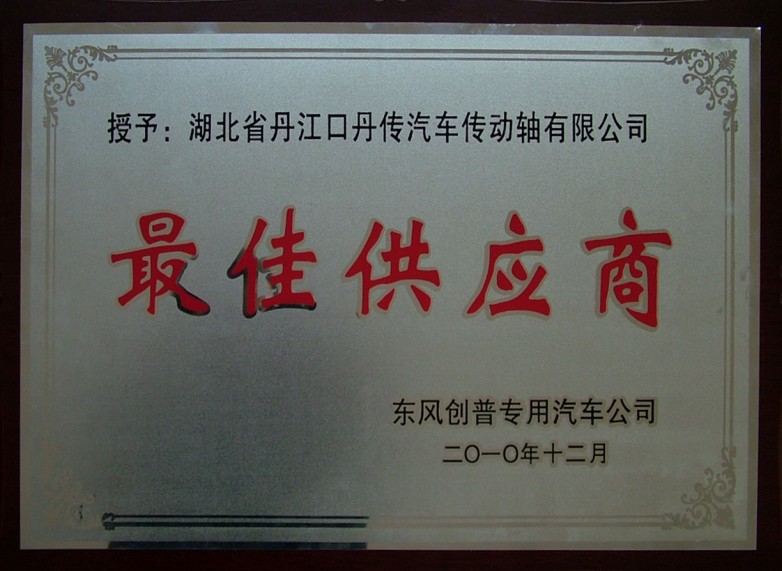 授予：湖北省丹江口丹传汽车传动轴有限公司
最佳供应商
东风创普专用汽车公司
二〇一〇年十二月